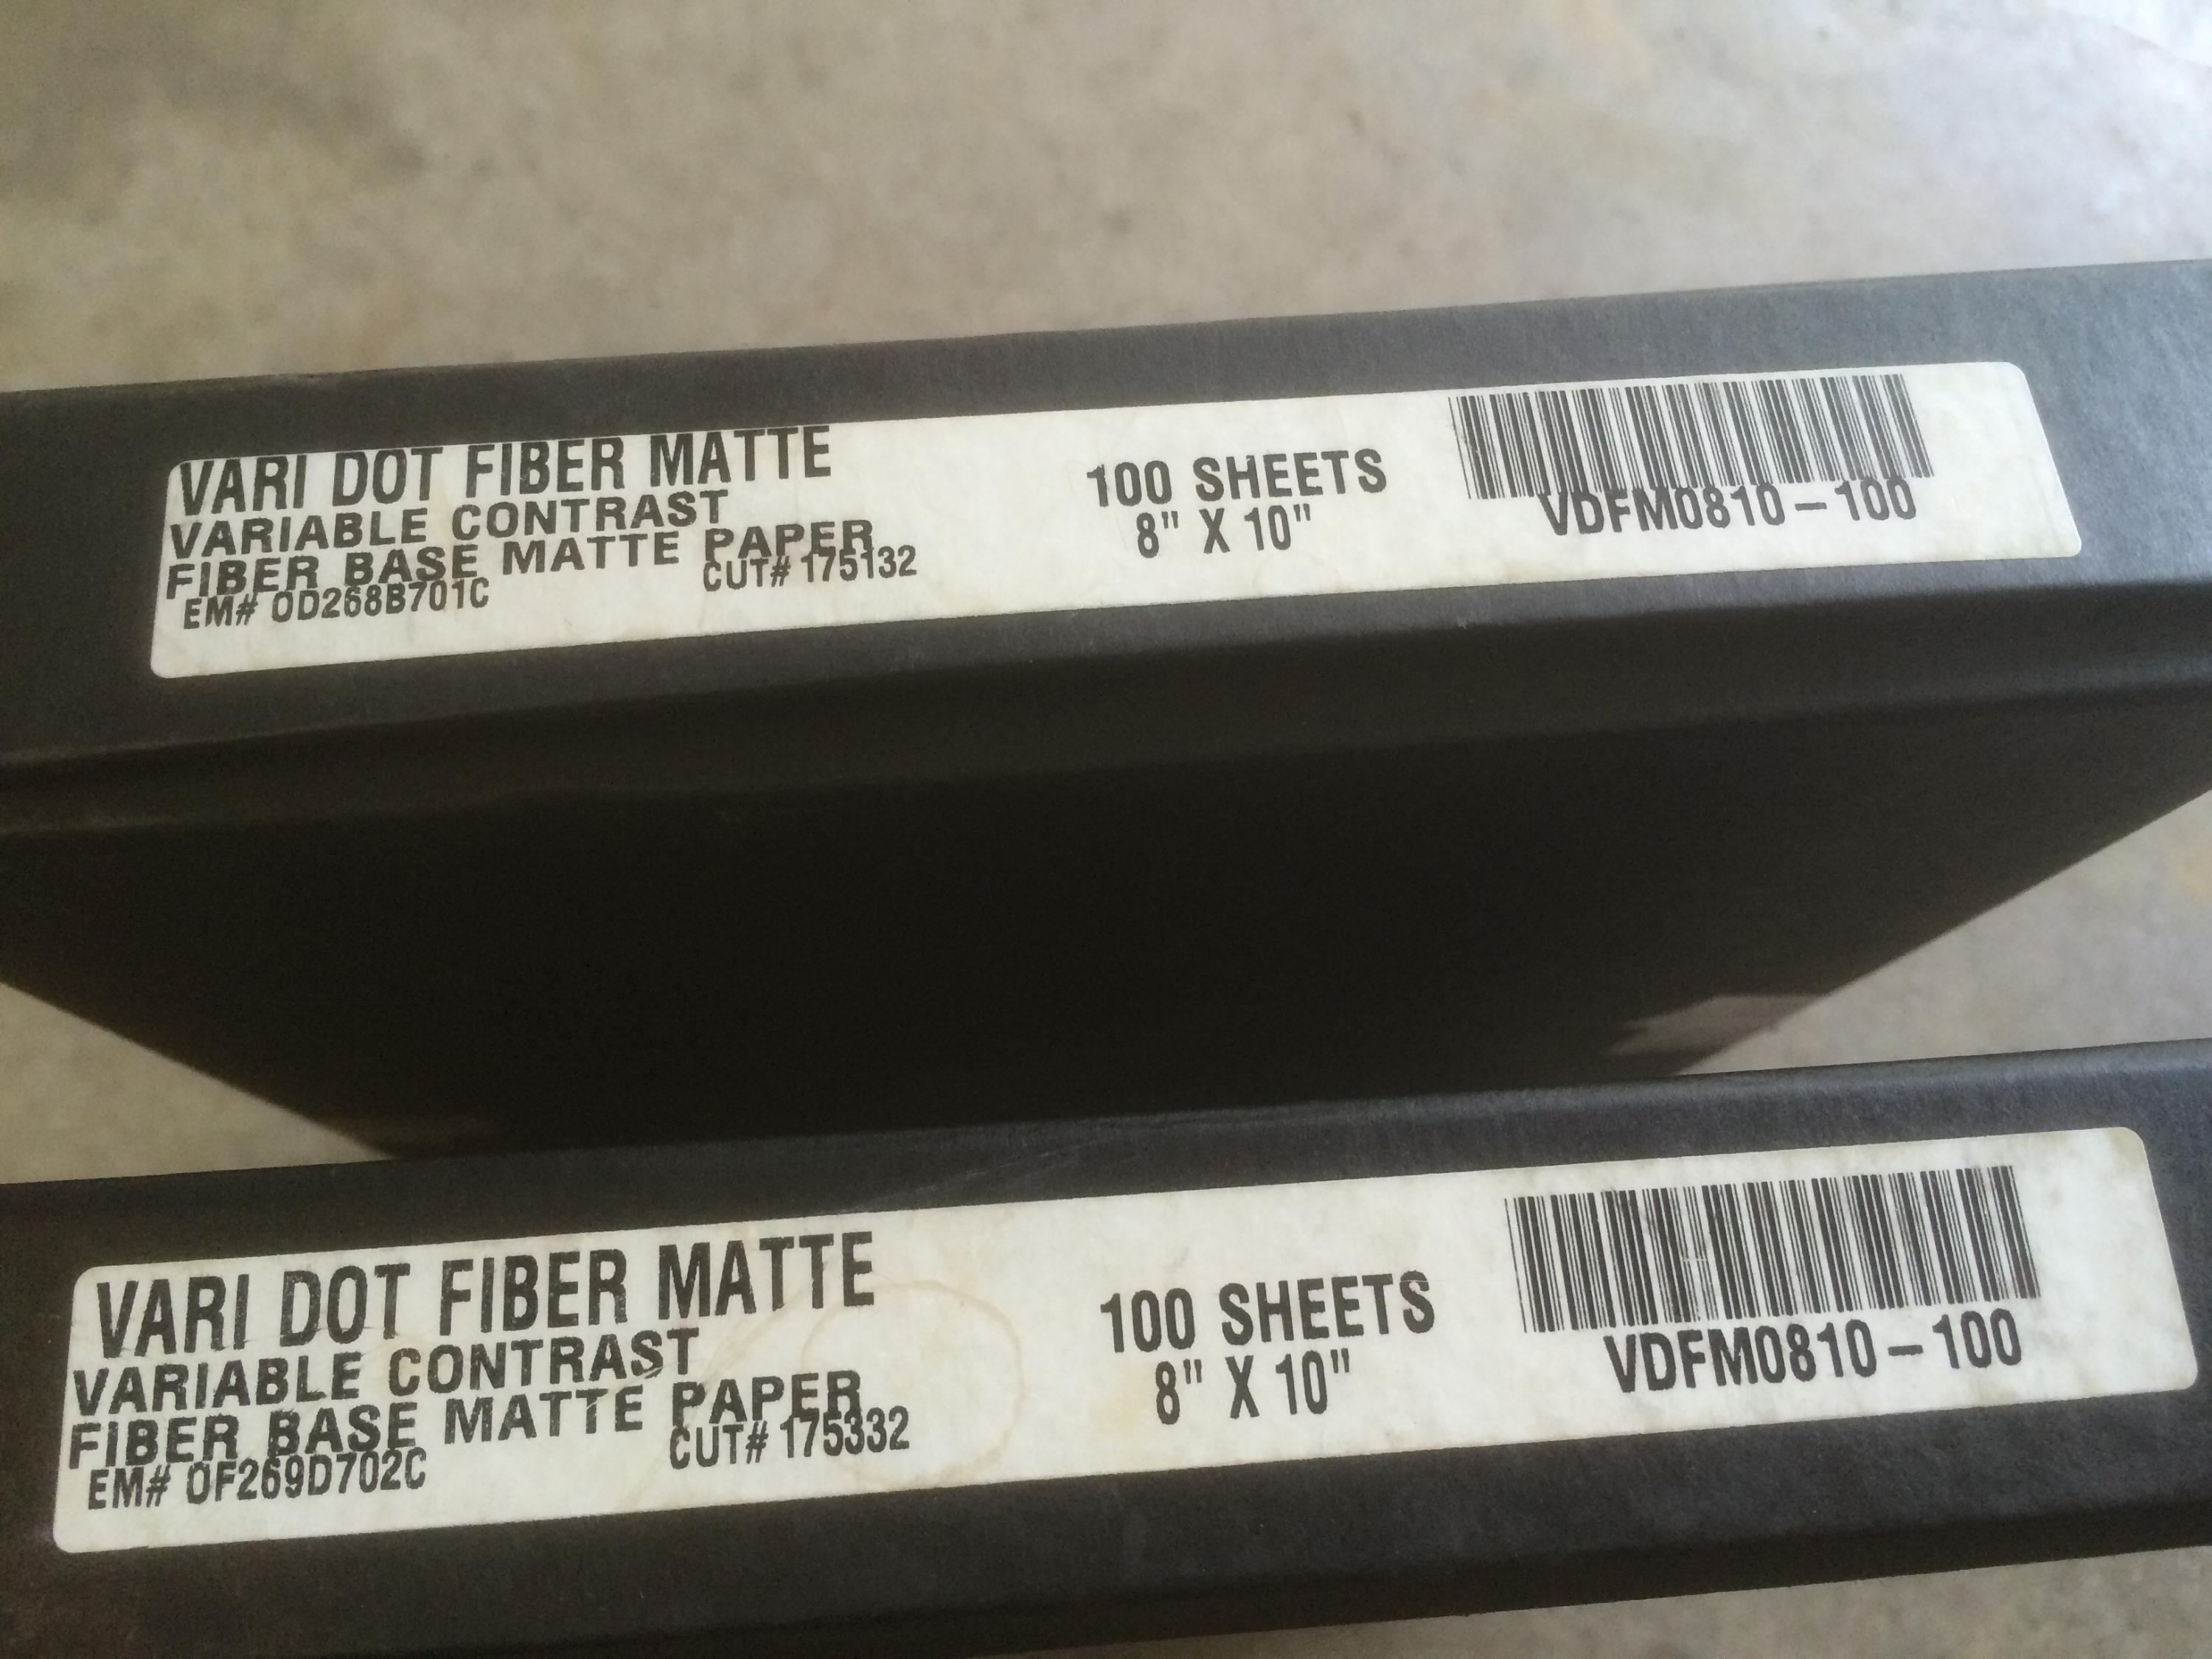 VARI DOT FIBER MATTE
VARIABLE CONTRAST
FIBER BASE MATTE PAPER
EM# OD268B701C
CUT# 175132
100 SHEETS
8" X 10"
VDFM0810-100
VARI DOT FIBER MATTE
VARIABLE CONTRAST
FIBER BASE MATTE PAPER
EM# OF269D702C
CUT# 175332
100 SHEETS
8" X 10"
VDFM0810-100